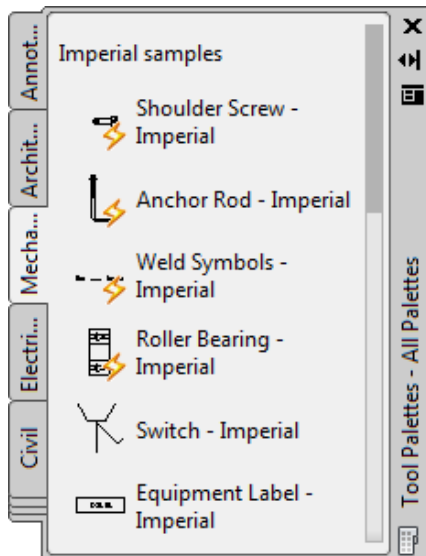 Annot...
Archit...
Mecha...
Electri...
Civil
Imperial samples
Shoulder Screw -
Imperial
Anchor Rod - Imperial
Weld Symbols -
Imperial
Roller Bearing -
Imperial
Switch - Imperial
Equipment Label -
Imperial
Tool Palettes - All Palettes